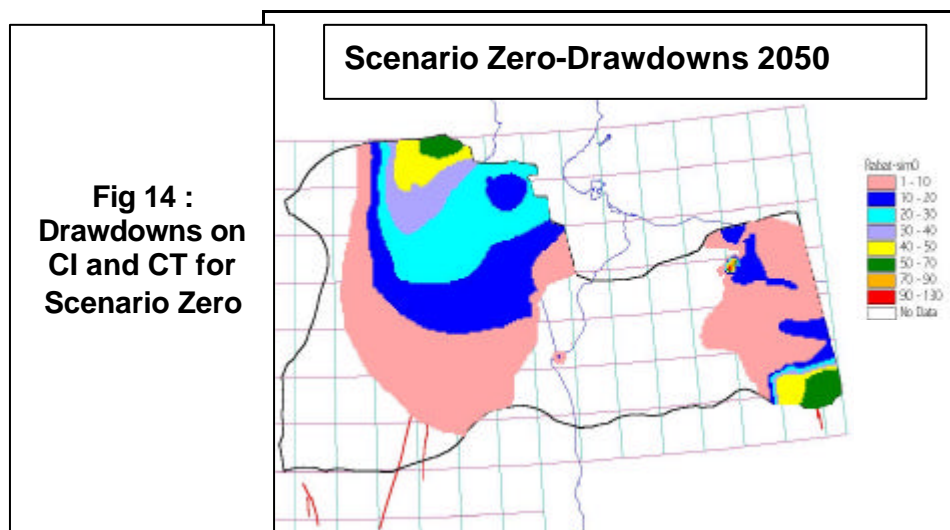 Scenario Zero-Drawdowns 2050
Fig 14 :
Drawdowns on
CI and CT for
Scenario Zero
Rabat-sim0
1 - 10
10 - 20
20 - 30
30 - 40
40 - 50
50 - 70
70 - 90
90 - 130
No Data